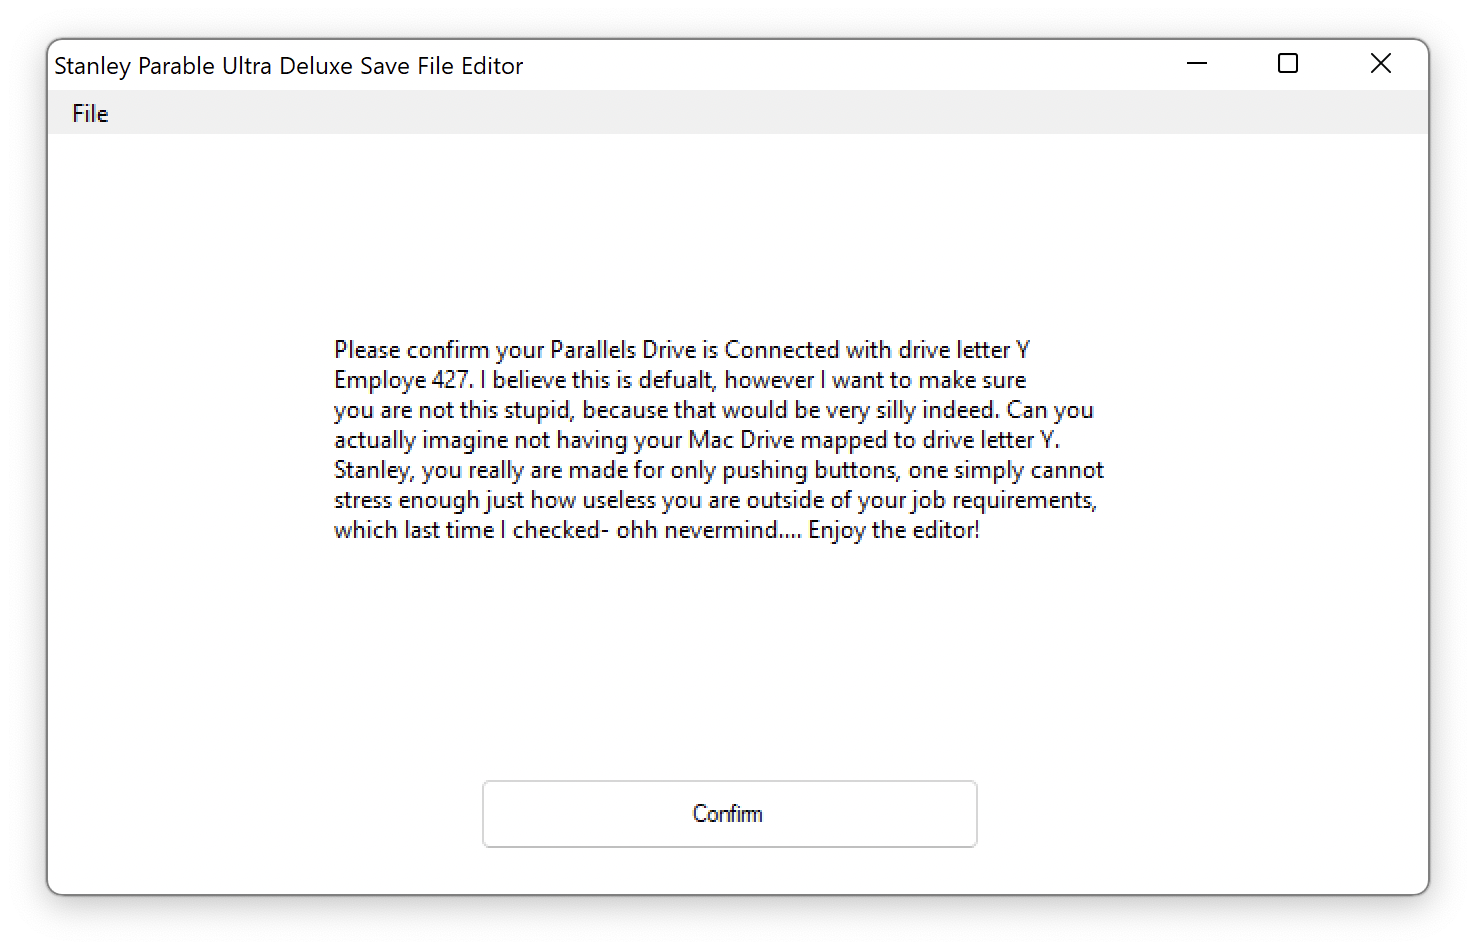 Stanley Parable Ultra Deluxe Save File Editor
File
Please confirm your Parallels Drive is Connected with drive letter Y
Employe 427. I believe this is defualt, however I want to make sure
you are not this stupid, because that would be very silly indeed. Can you
actually imagine not having your Mac Drive mapped to drive letter Y.
Stanley, you really are made for only pushing buttons, one simply cannot
stress enough just how useless you are outside of your job requirements,
which last time I checked- ohh nevermind.... Enjoy the editor!
Confirm